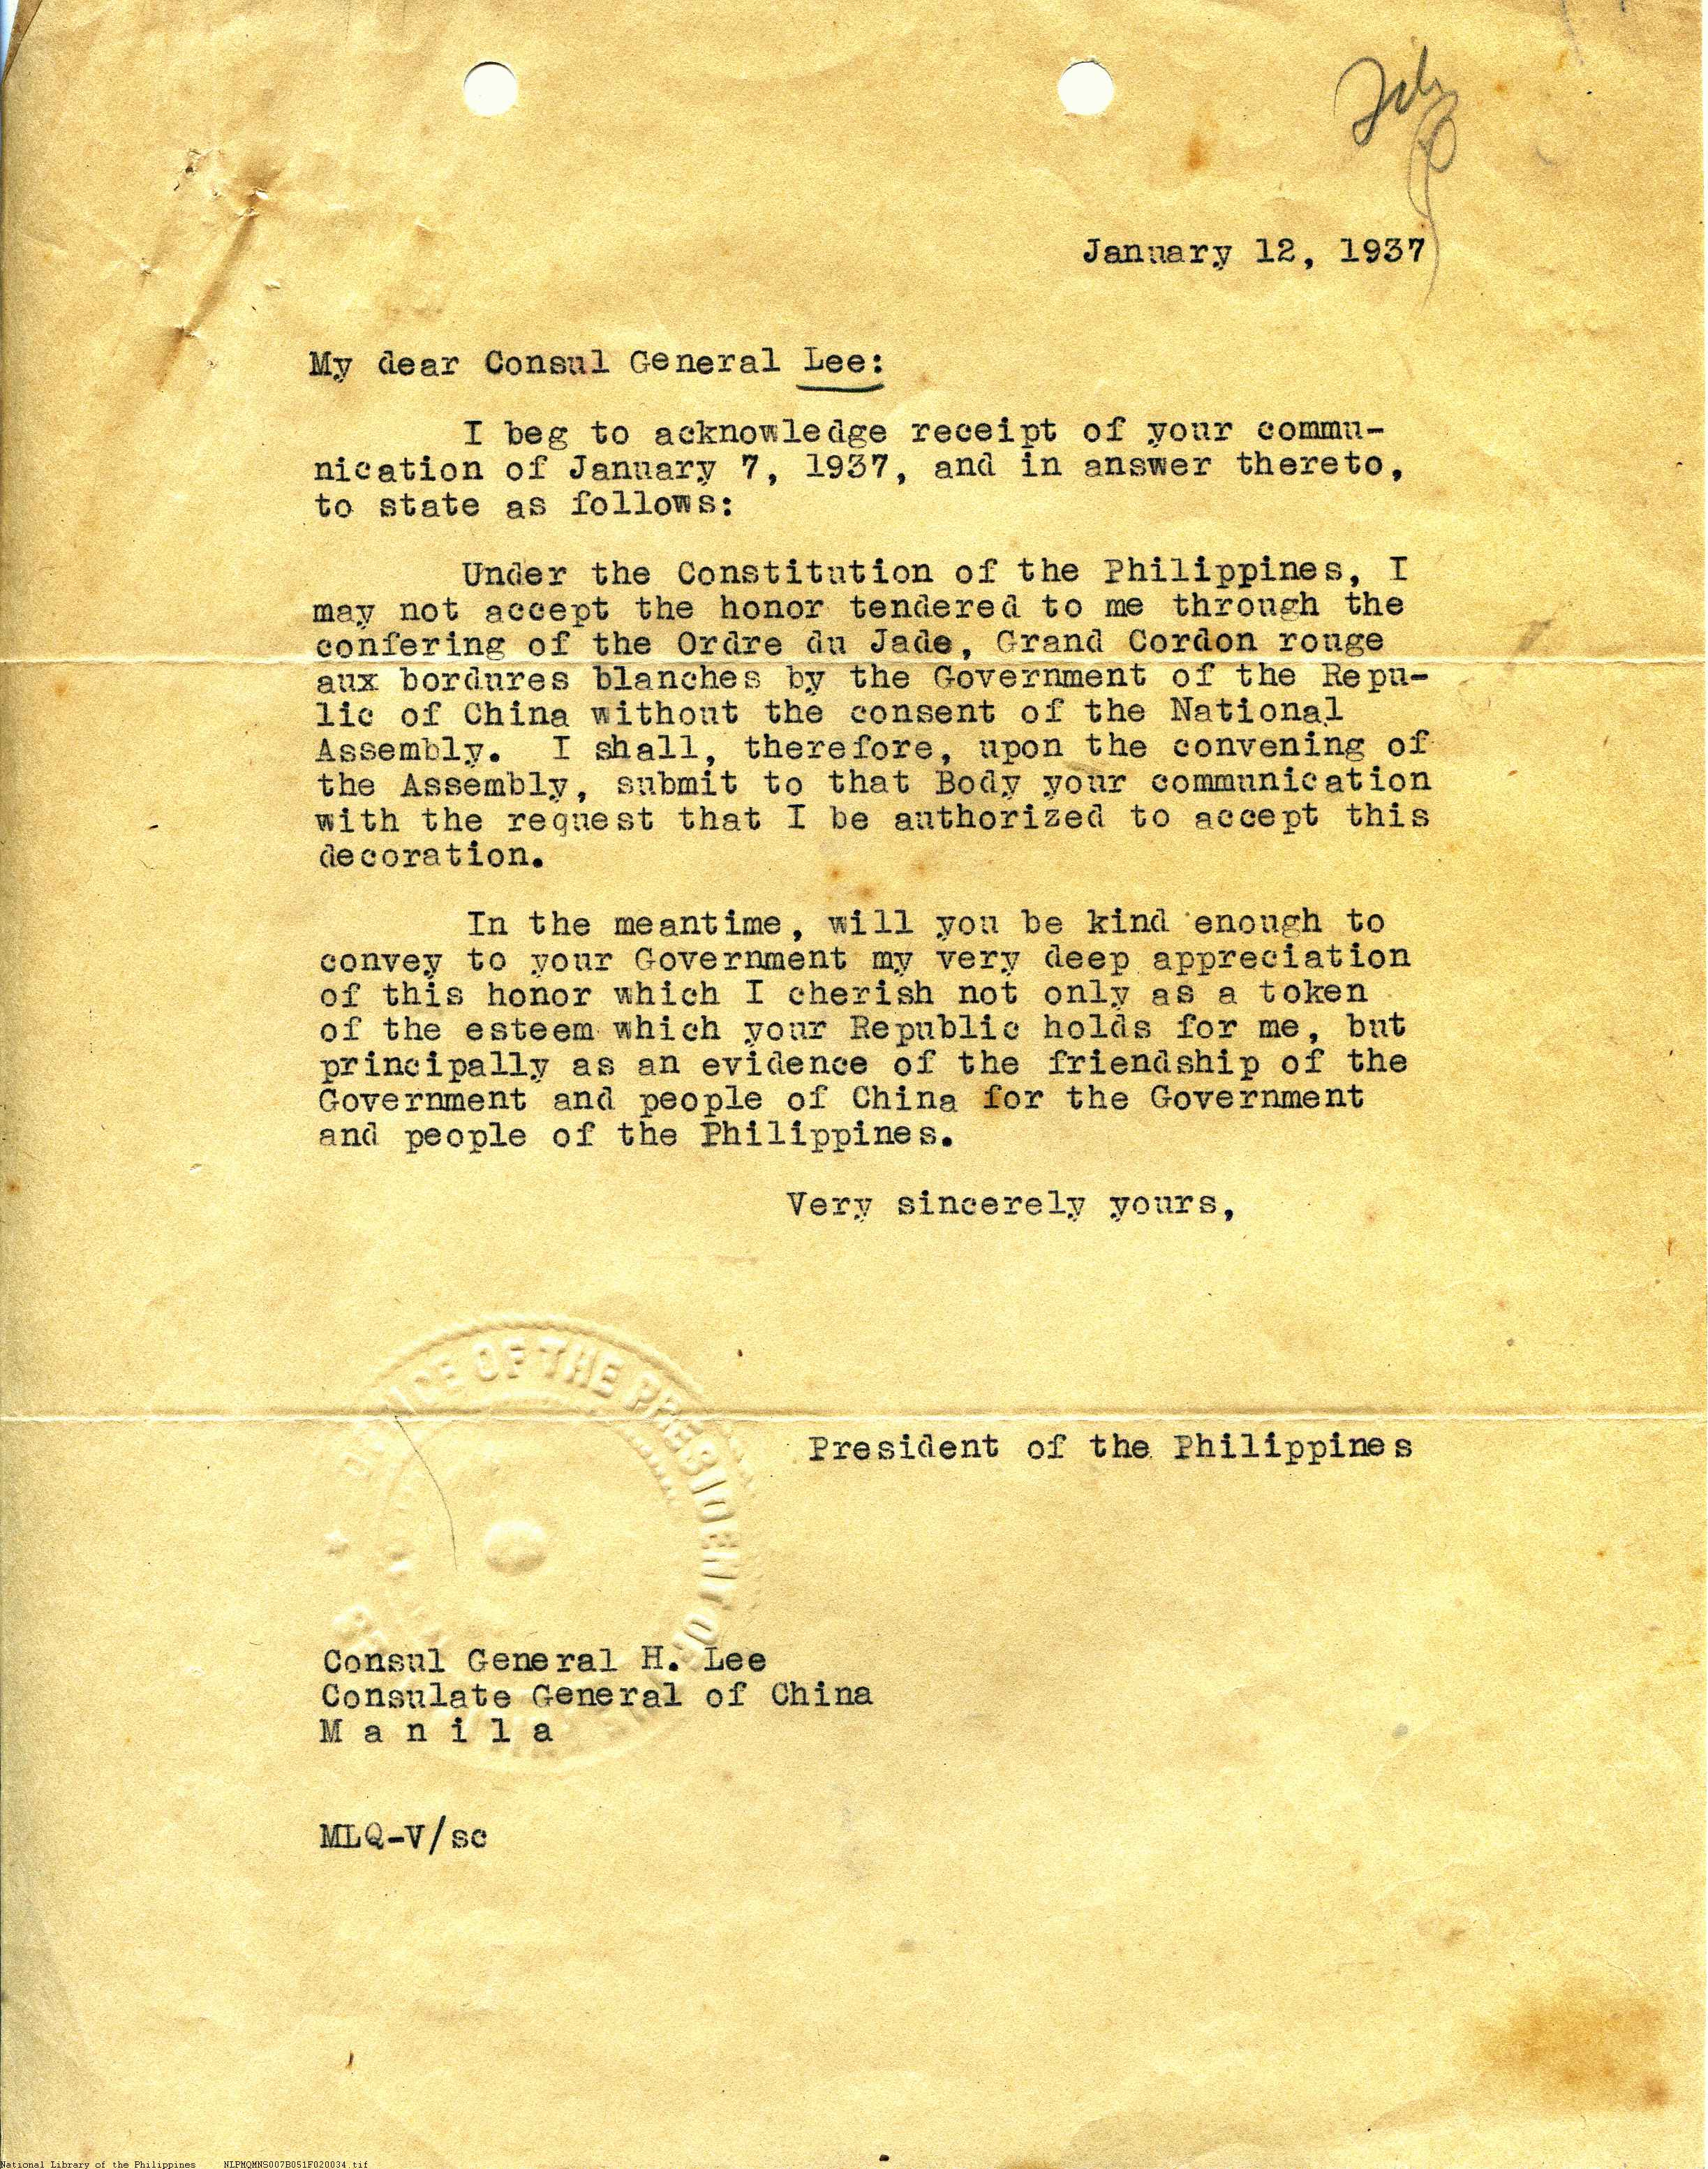 January 12, 1937
My dear Consul General Lee:
I beg to acknowledge receipt of your commu-
nication of January 7, 1937, and in answer thereto,
to state as follows:
Under the Constitution of the Philippines, I
may not accept the honor tendered to me through the
confering of the Ordre du Jade, Grand Cordon rouge
aux bordures blanches by the Government of the Repu-
lic of China without the consent of the National
Assembly. I shall, therefore, upon the convening of
the Assembly, submit to that Body your communication
with the request that I be authorized to accept this
decoration.
In the meantime, will you be kind enough to
convey to your Government my very deep appreciation
of this honor which I cherish not only as a token
of the esteem which your Republic holds for me, but
principally as an evidence of the friendship of the
Government and people of China for the Government
and people of the Philippines.
Very sincerely yours,
OFFICE OF THE PRESIDENT OF
President of the Philippines
Consul General H. Lee
Consulate General of China
M a n i l a
MLQ-V/sc
National Library of the Philippines NLPMQMNS007B051F020034.tif